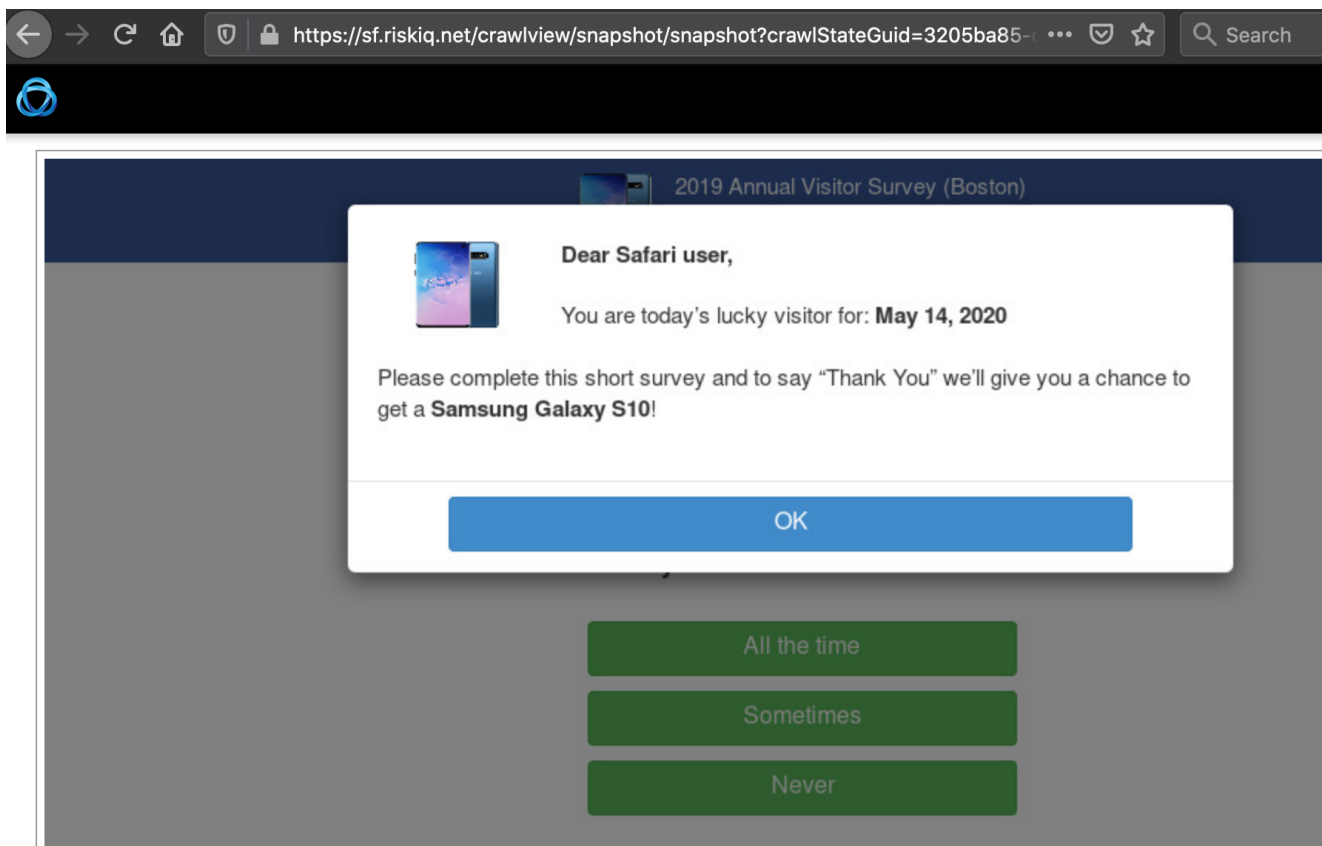 https://sf.riskiq.net/crawlview/snapshot/snapshot?crawlStateGuid=3205ba85- Search
2019 Annual Visitor Survey (Boston)
Dear Safari user,
You are today’s lucky visitor for: May 14, 2020
Please complete this short survey and to say “Thank You” we’ll give you a chance to
get a Samsung Galaxy S10!
OK
All the time
Sometimes
Never